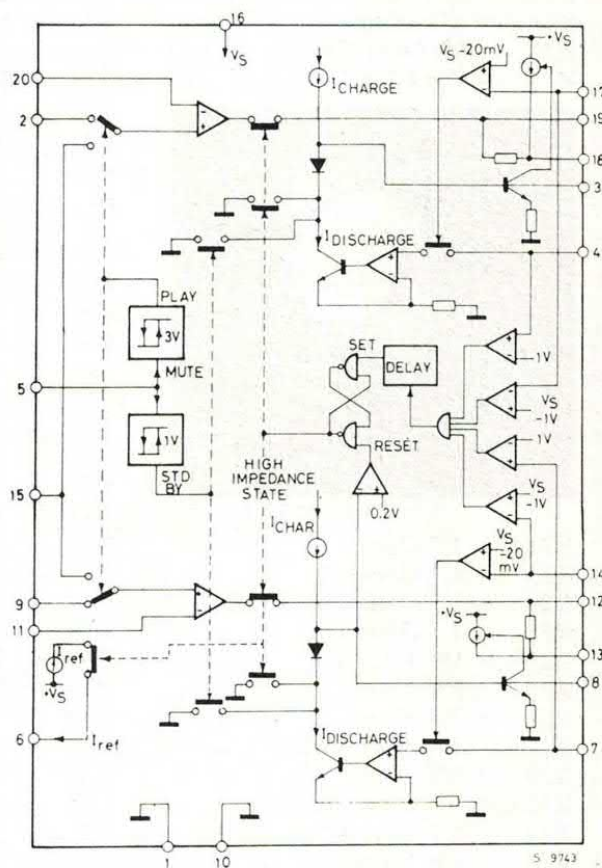 16
VS
20
2
ICHARGE
VS -20mV
+VS
17
19
18
3
IDISCHARGE
4
PLAY
3V
MUTE
5
1V
STD
BY
15
SET
DELAY
RESET
0.2V
HIGH
IMPEDANCE
STATE
ICHAR
1V
VS
-1V
1V
VS
-1V
VS
-20
mV
14
12
9
11
+VS
13
8
Iref
+VS
6
Iref
IDISCHARGE
7
1
10
S 9743